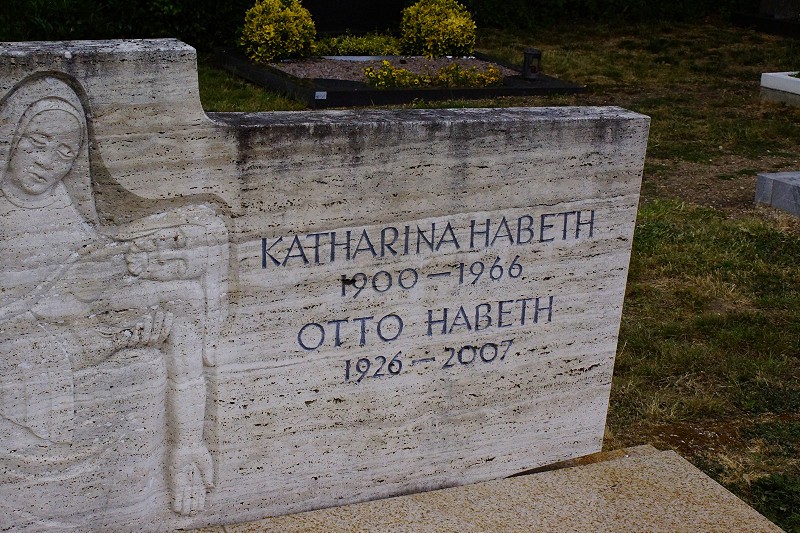 KATHARINA HABETH
1900 – 1966
OTTO HABETH
1926 – 2007